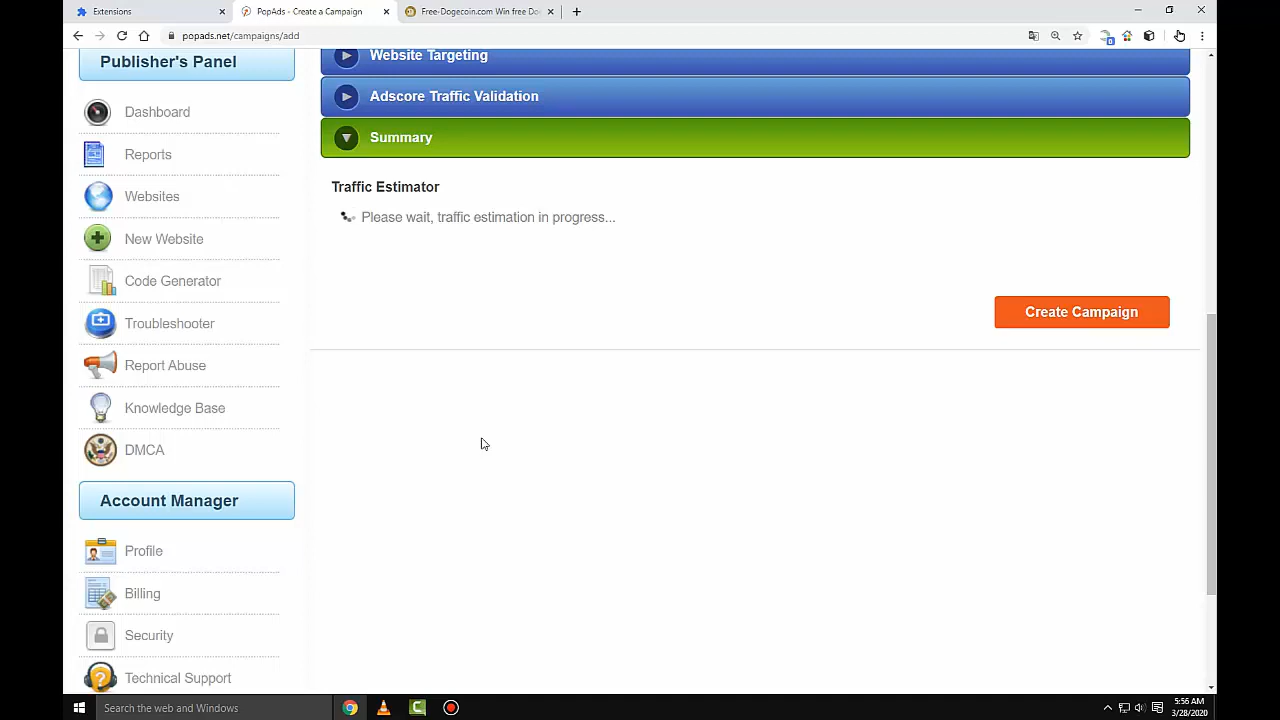 Extensions
PopAds - Create a Campaign
Free-Dogecoin.com Win free Do
popads.net/campaigns/add
Publisher's Panel
Dashboard
Reports
Websites
New Website
Code Generator
Troubleshooter
Report Abuse
Knowledge Base
DMCA
Account Manager
Profile
Billing
Security
Technical Support
Website Targeting
Adscore Traffic Validation
Summary
Traffic Estimator
Please wait, traffic estimation in progress...
Create Campaign
Search the web and Windows
5:56 AM
3/28/2020